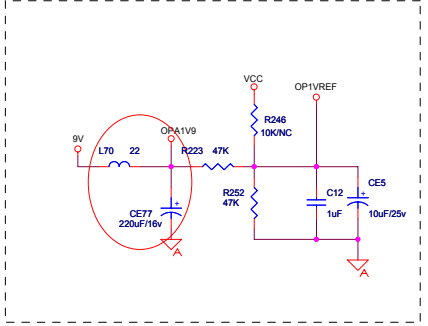 VCC
OP1VREF
R246
10K/NC
9V
L70 22
OPA1V9
R223 47K
R252
47K
C12
1uF
CE5
10uF/25v
CE77
220uF/16v
+
+
A
A